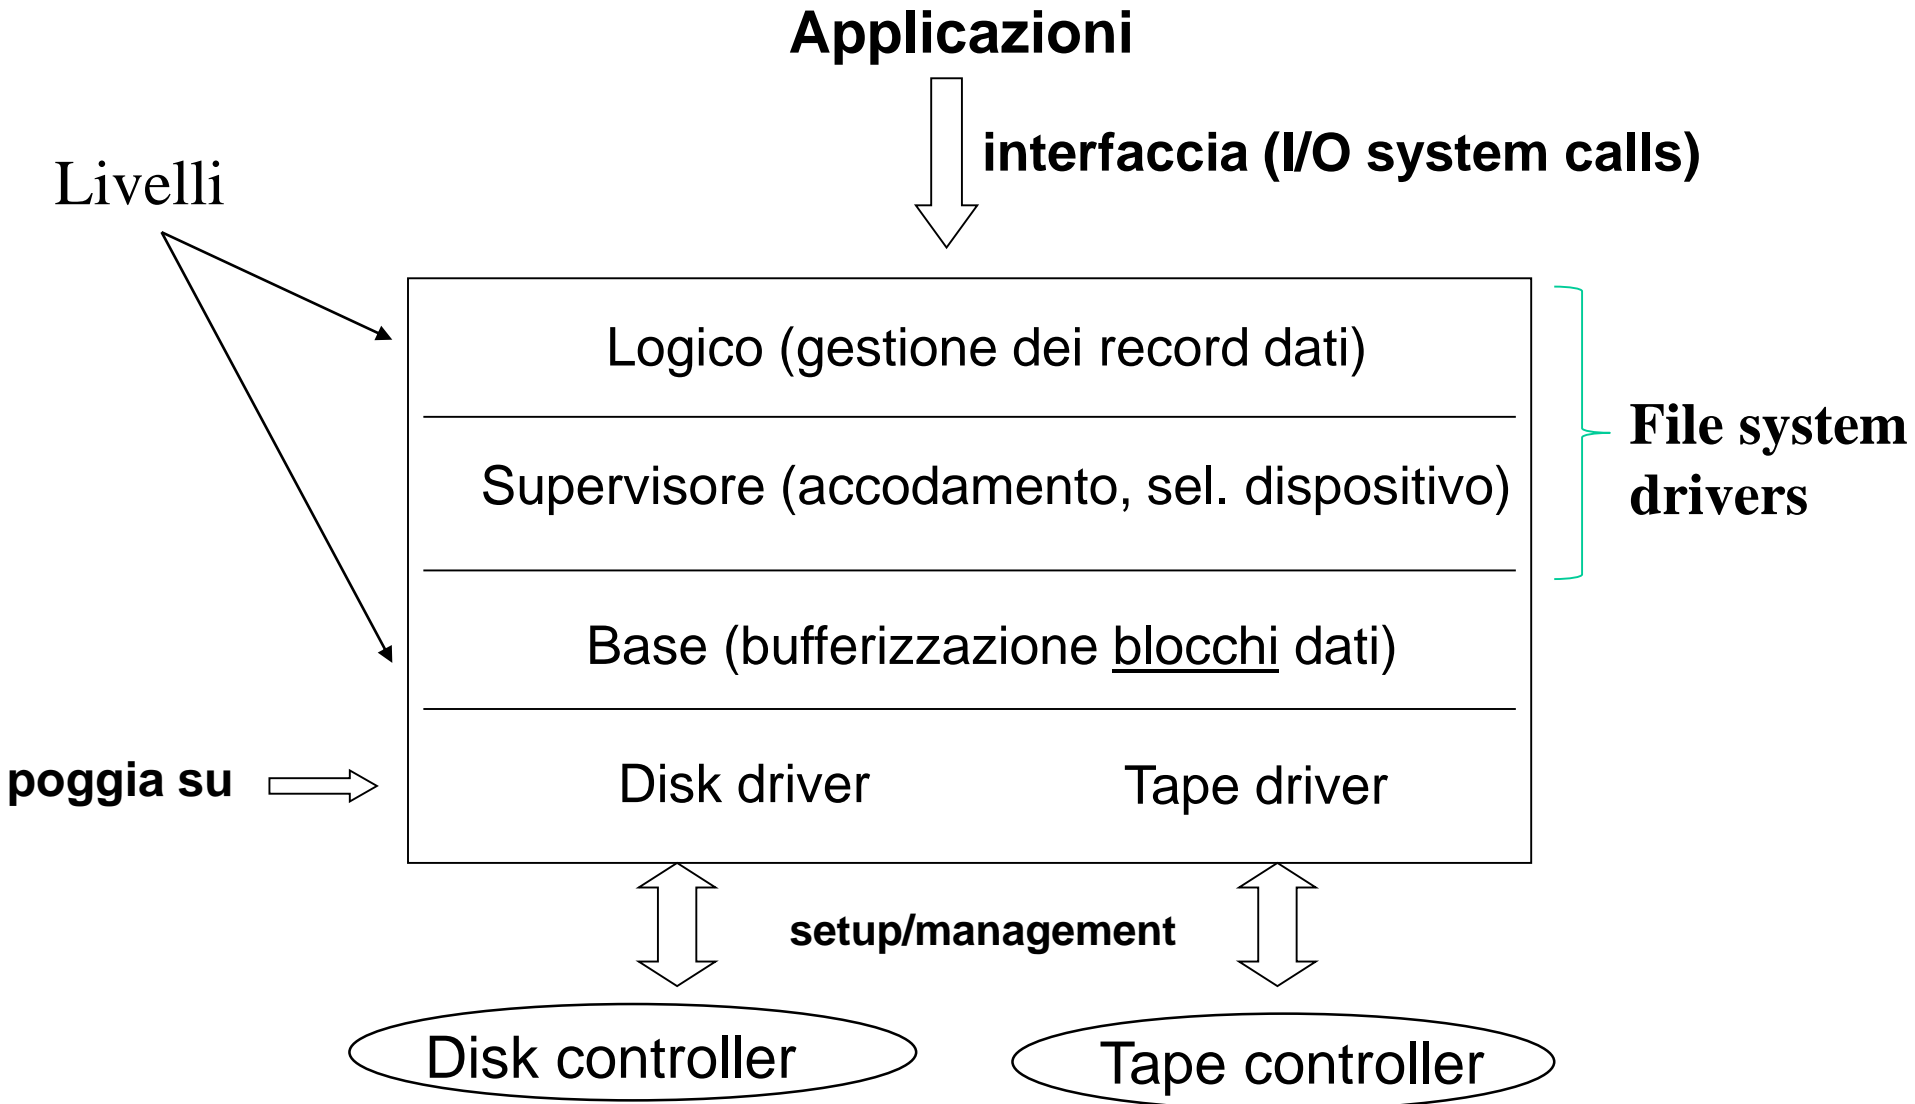 Applicazioni
interfaccia (I/O system calls)
Livelli
Logico (gestione dei record dati)
Supervisore (accodamento, sel. dispositivo)
File system
drivers
Base (bufferizzazione blocchi dati)
poggia su
Disk driver
Tape driver
setup/management
Disk controller
Tape controller